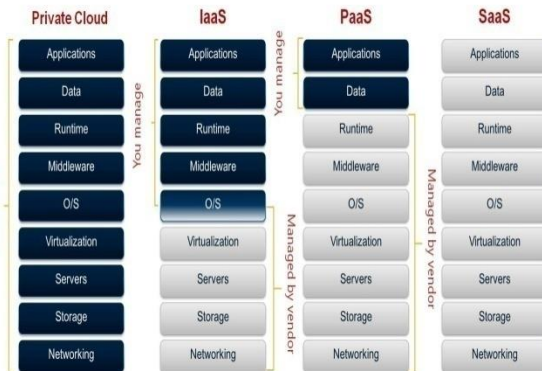 Private Cloud
Applications
Data
Runtime
Middleware
O/S
Virtualization
Servers
Storage
Networking
You manage
IaaS
Applications
Data
Runtime
Middleware
O/S
Virtualization
Servers
Storage
Networking
Managed by vendor
You manage
PaaS
Applications
Data
Runtime
Middleware
O/S
Virtualization
Servers
Storage
Networking
Managed by vendor
SaaS
Applications
Data
Runtime
Middleware
O/S
Virtualization
Servers
Storage
Networking